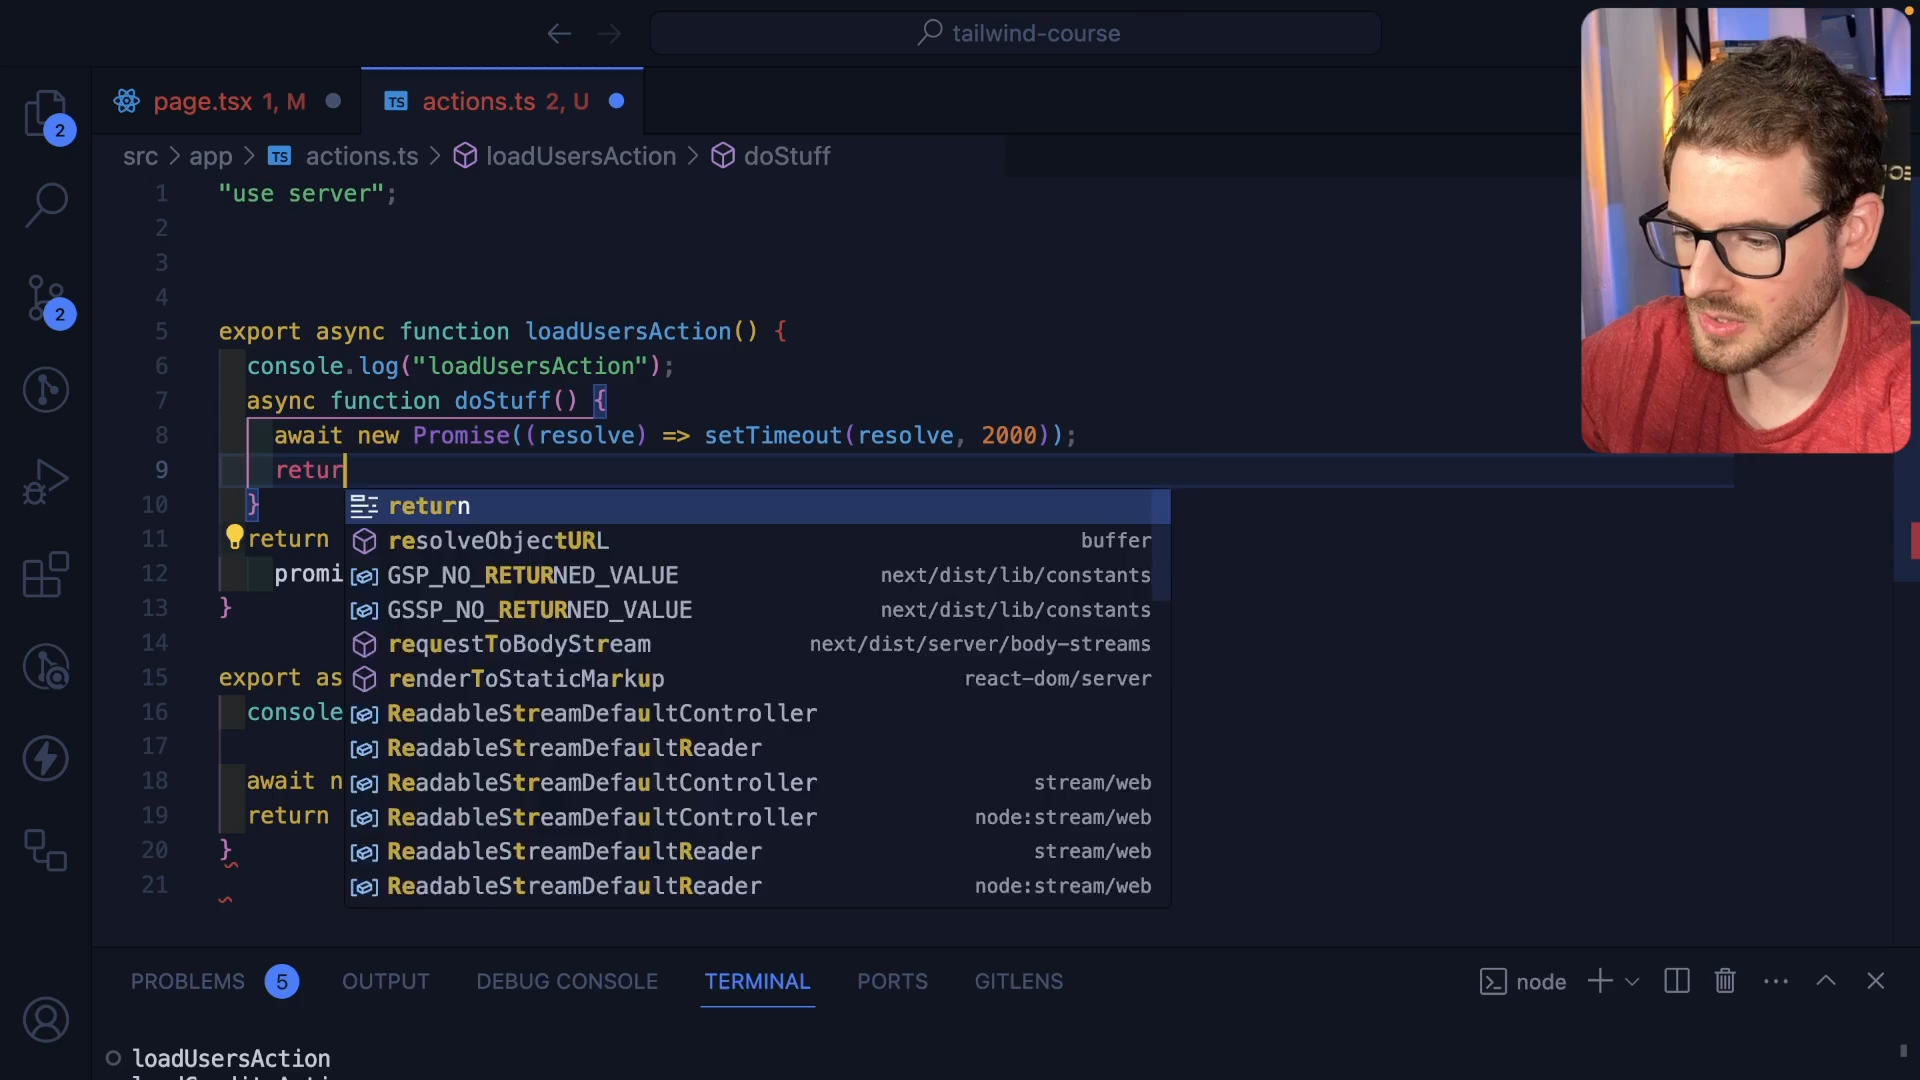 tailwind-course
page.tsx 1, M
actions.ts 2, U
src > app > TS actions.ts > loadUsersAction > doStuff
1 "use server";
2
3
4
5 export async function loadUsersAction() {
6 console.log("loadUsersAction");
7 async function doStuff() {
8 await new Promise((resolve) => setTimeout(resolve, 2000));
9 retur
10 }
11 return
12 promi
13 }
14
15 export as
16 console
17
18 await n
19 return
20 }
21
return
resolveObjectURL buffer
GSP_NO_RETURNED_VALUE next/dist/lib/constants
GSSP_NO_RETURNED_VALUE next/dist/lib/constants
requestToBodyStream next/dist/server/body-streams
renderToStaticMarkup react-dom/server
ReadableStreamDefaultController
ReadableStreamDefaultReader
ReadableStreamDefaultController stream/web
ReadableStreamDefaultController node:stream/web
ReadableStreamDefaultReader stream/web
ReadableStreamDefaultReader node:stream/web
2
2
PROBLEMS 5 OUTPUT DEBUG CONSOLE TERMINAL PORTS GITLENS node
loadUsersAction